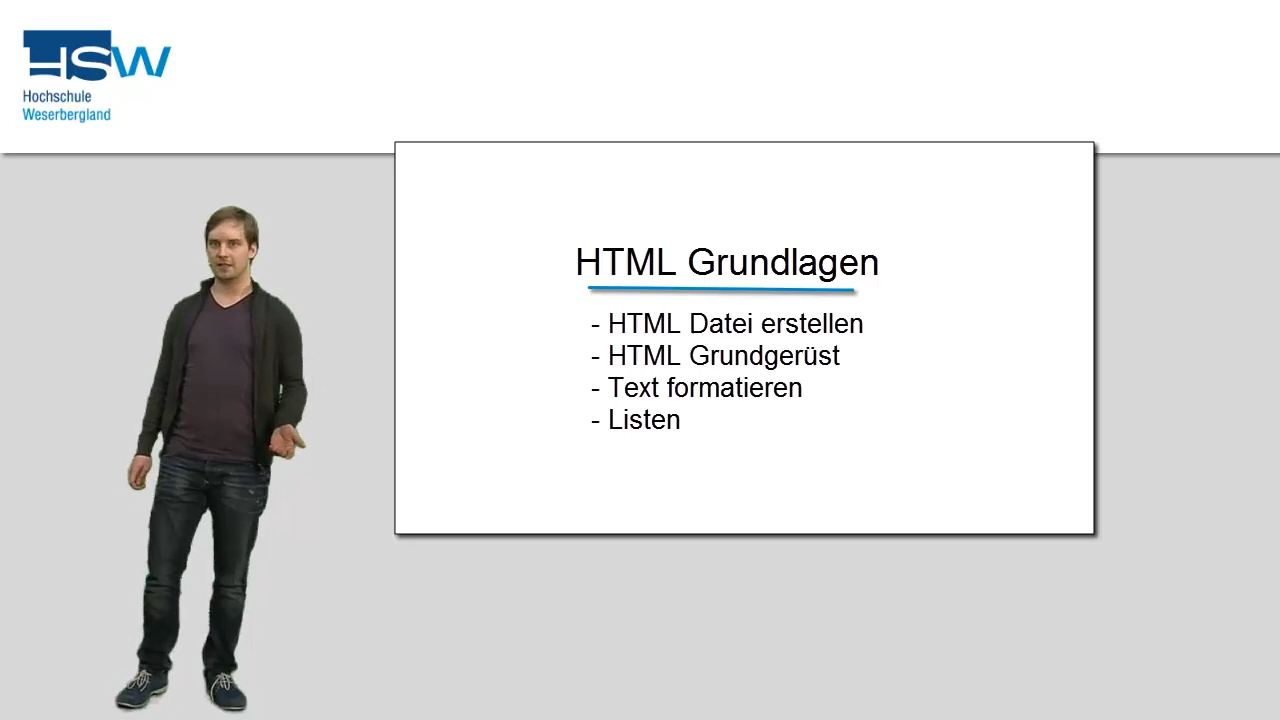 HSW
Hochschule
Weserbergland
HTML Grundlagen
- HTML Datei erstellen
- HTML Grundgerüst
- Text formatieren
- Listen